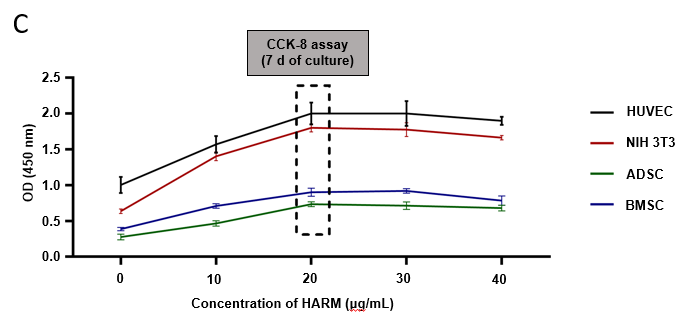 C
CCK-8 assay
(7 d of culture)
2.5
2.0
1.5
1.0
0.5
0.0
OD (450 nm)
0 10 20 30 40
Concentration of HARM (µg/mL)
HUVEC
NIH 3T3
ADSC
BMSC